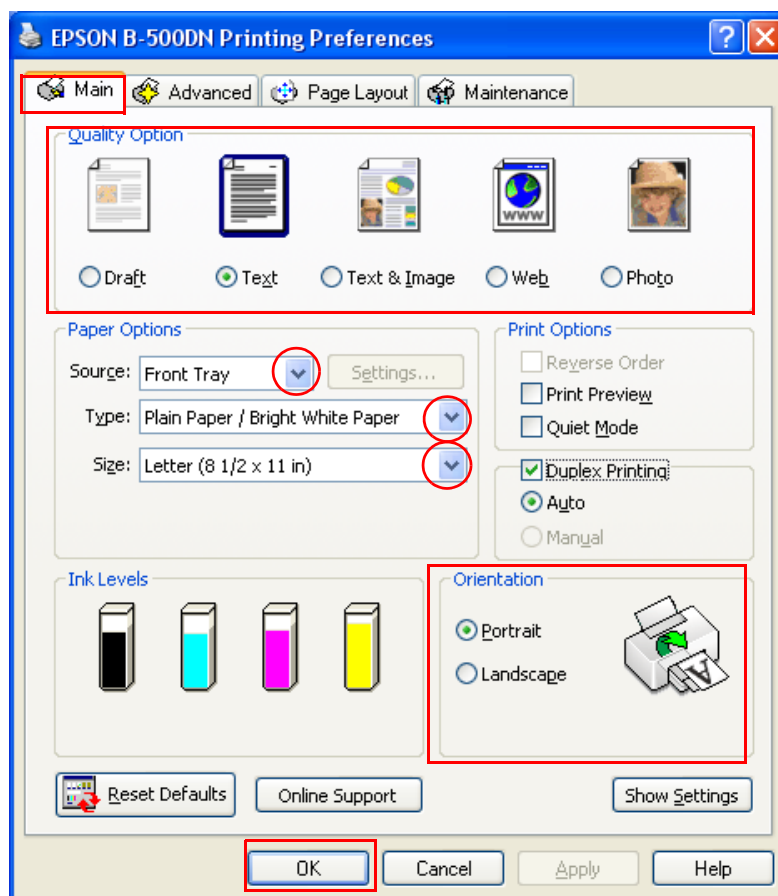 EPSON B-500DN Printing Preferences
Main
Advanced
Page Layout
Maintenance
Quality Option
WWW
Draft
Text
Text & Image
Web
Photo
Paper Options
Source: Front Tray
Settings...
Type: Plain Paper / Bright White Paper
Size: Letter (8 1/2 x 11 in)
Print Options
Reverse Order
Print Preview
Quiet Mode
Duplex Printing
Auto
Manual
Ink Levels
Orientation
Portrait
Landscape
A
Reset Defaults
Online Support
Show Settings
OK
Cancel
Apply
Help